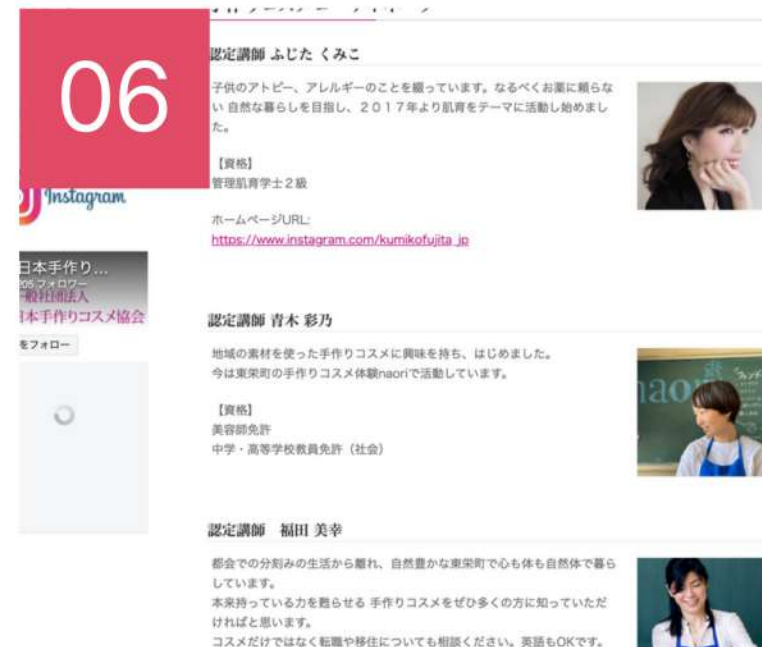 06
認定講師 ふじた くみこ
子供のアトピー、アレルギーのことを綴っています。なるべくお薬に頼らな
い 自然な暮らしを目指し、２０１７年より肌育をテーマに活動し始めまし
た。
【資格】
管理肌育学士２級
ホームページURL:
https://www.instagram.com/kumikofujita_jp
Instagram
日本手作り...
205 フォロワー
一般社団法人
日本手作りコスメ協会
をフォロー
認定講師 青木 彩乃
地域の素材を使った手作りコスメに興味を持ち、はじめました。
今は東栄町の手作りコスメ体験naoriで活動しています。
【資格】
美容師免許
中学・高等学校教員免許（社会）
naori
認定講師　福田 美幸
都会での分刻みの生活から離れ、自然豊かな東栄町で心も体も自然体で暮ら
しています。
本来持っている力を甦らせる 手作りコスメをぜひ多くの方に知っていただ
ければと思います。
コスメだけではなく転職や移住についても相談ください。英語もOKです。